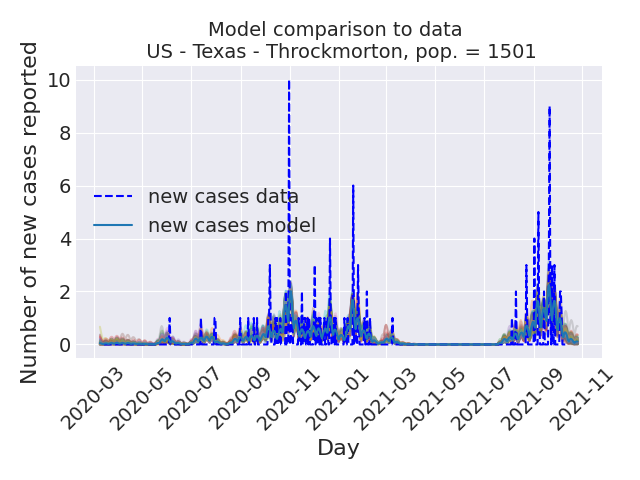 Model comparison to data
US - Texas - Throckmorton, pop. = 1501
Number of new cases reported
10
8
6
4
2
0
new cases data
new cases model
2020-03
2020-05
2020-07
2020-09
2020-11
2021-01
2021-03
2021-05
2021-07
2021-09
2021-11
Day